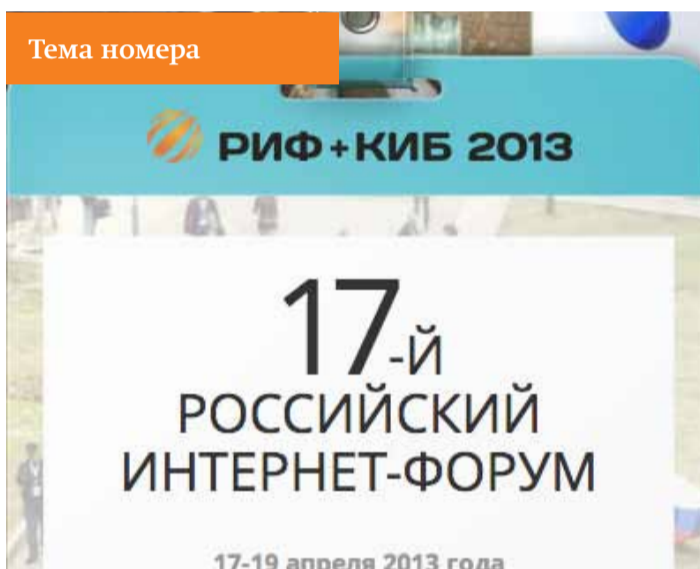 Тема номера
РИФ+КИБ 2013
17-Й
РОССИЙСКИЙ
ИНТЕРНЕТ-ФОРУМ
17-19 апреля 2013 года